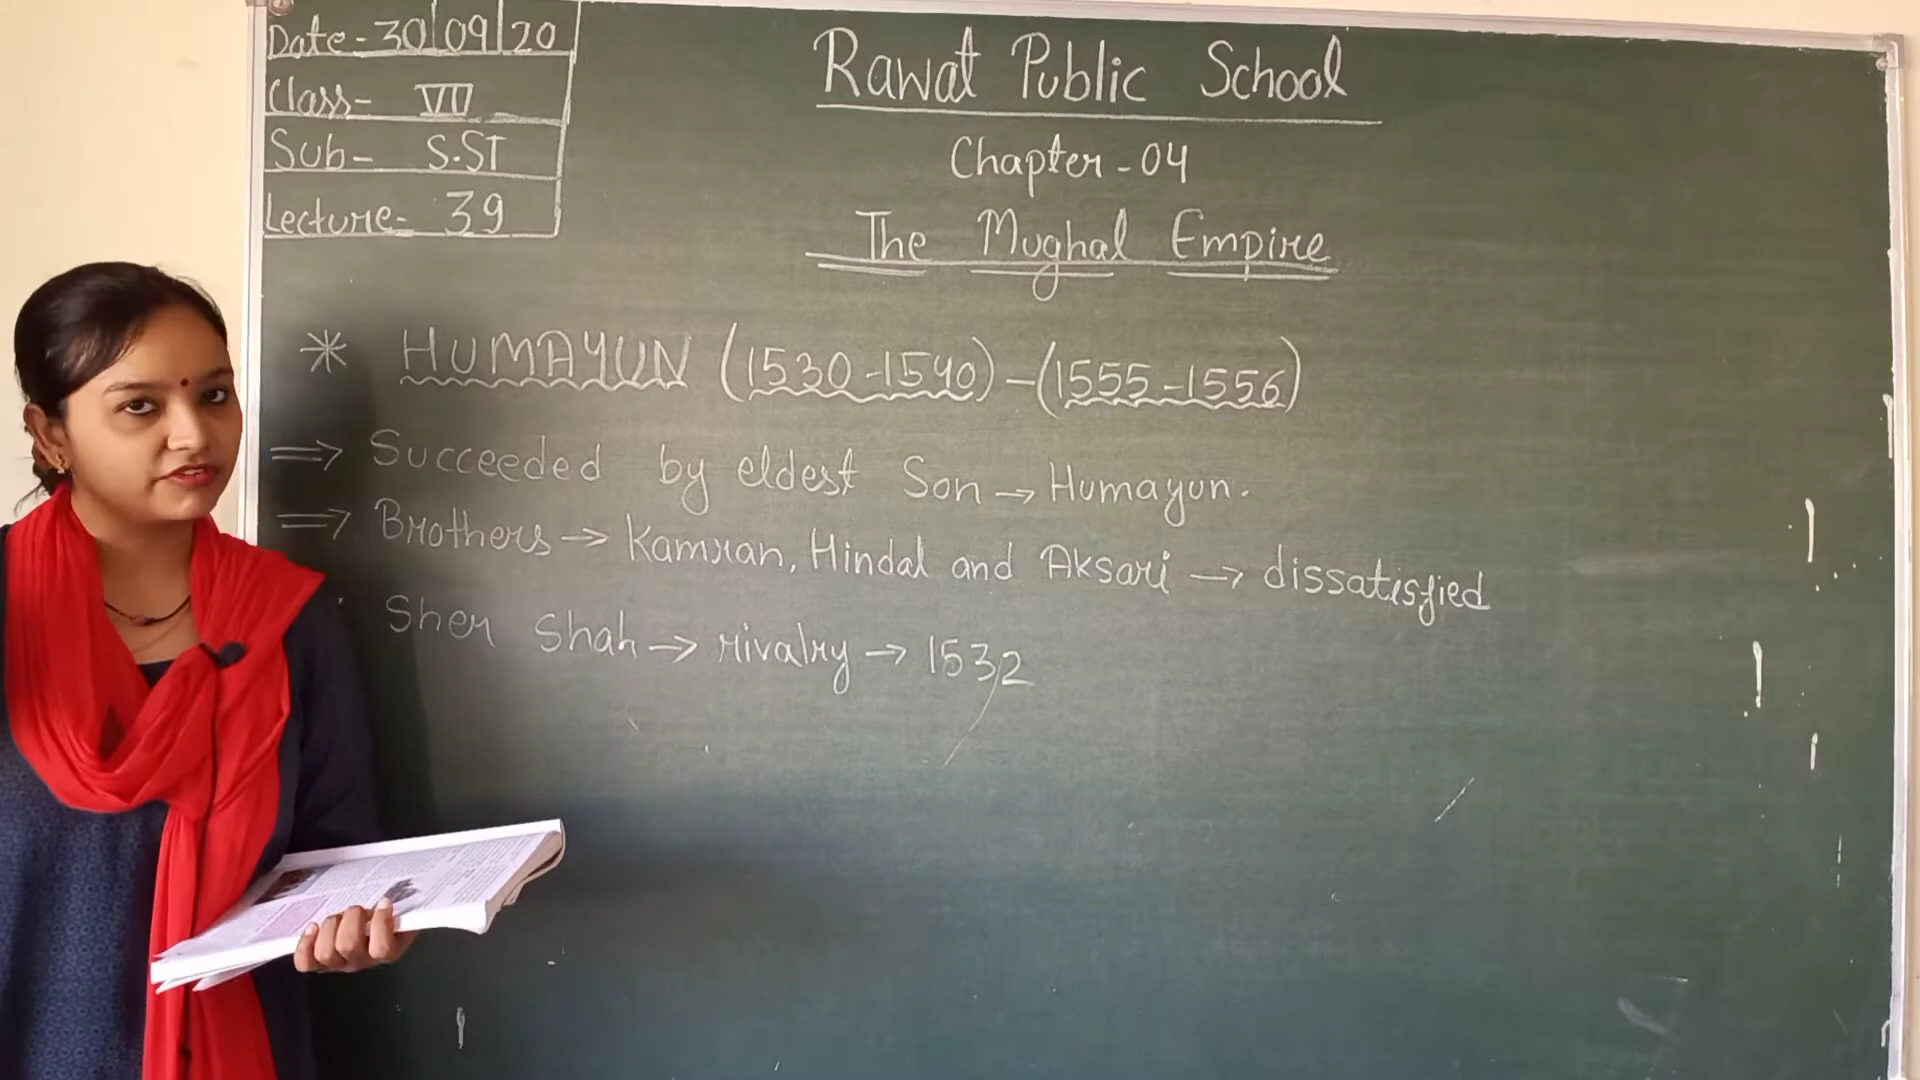 Date - 30/09/20
Class - VII
Sub - S.ST
Lecture - 39
Rawat Public School
Chapter - 04
The Mughal Empire
* HUMAYUN (1530-1540) - (1555-1556)
⇒ Succeeded by eldest Son → Humayun.
⇒ Brothers → Kamran, Hindal and Aksari → dissatisfied
Sher Shah → rivalry → 1532